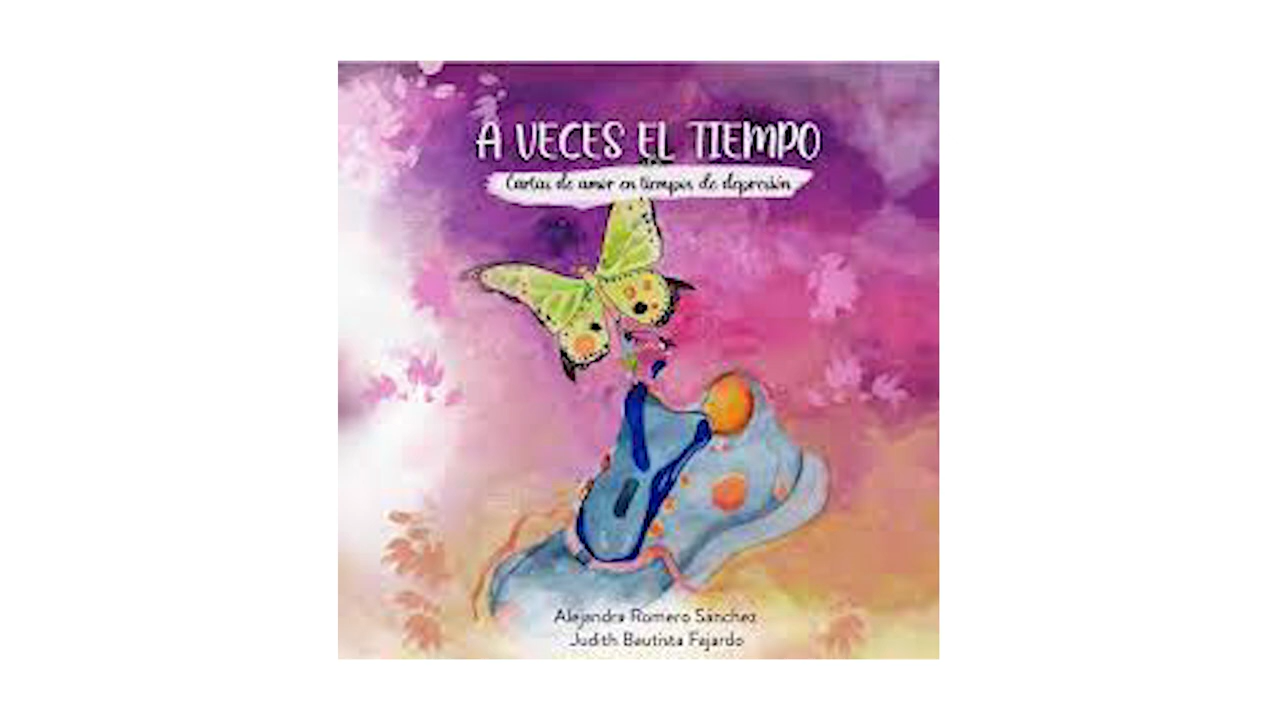 A VECES EL TIEMPO
Cartas de amor en tiempos de depresión
Alejandra Romero Sánchez
Judith Bautista Fajardo